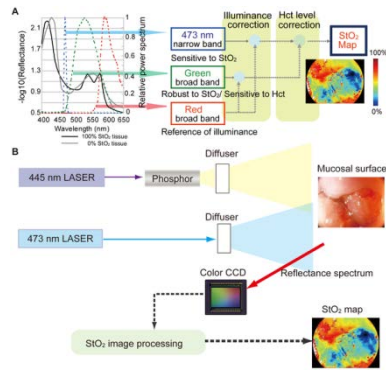 A
Illuminance
correction
Hct level
correction
-log10(Reflectance)
2.5
2.1
1.7
1.3
0.9
0.5
400 450 500 550 600 650
Wavelength (nm)
100% StO₂ tissue
0% StO₂ tissue
1
0.8
0.6
0.4
0.2
0
Relative power spectrum
473 nm
narrow band
Sensitive to StO₂
Green
broad band
Robust to StO₂/ Sensitive to Hct
Red
broad band
Reference of illuminance
StO₂
Map
100%
0%
B
Diffuser
445 nm LASER
Phosphor
Mucosal surface
Diffuser
473 nm LASER
Color CCD
Reflectance spectrum
StO₂ map
StO₂ image processing